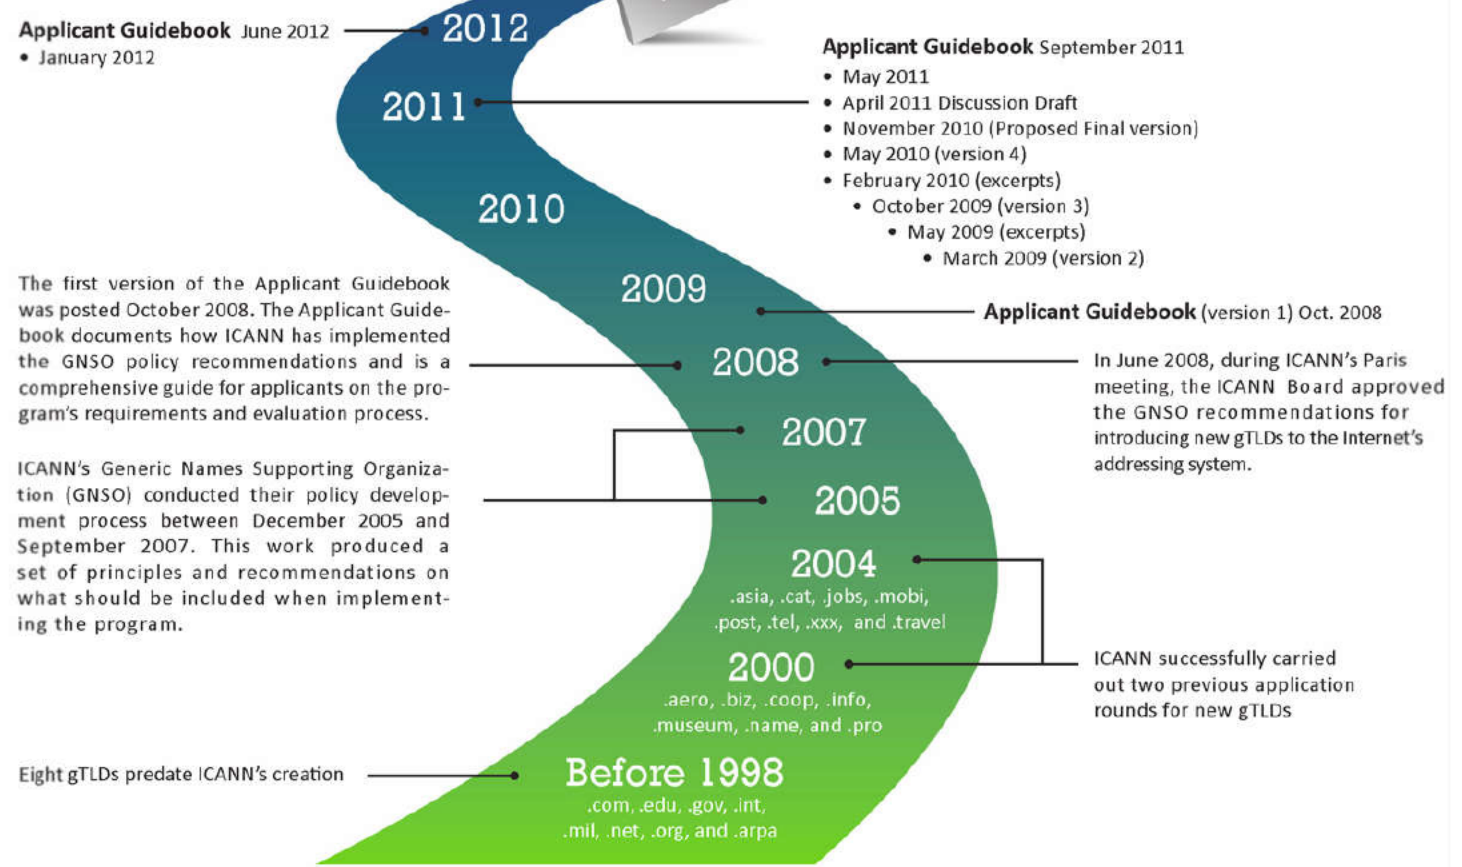 Applicant Guidebook June 2012
• January 2012
2012
Applicant Guidebook September 2011
• May 2011
• April 2011 Discussion Draft
• November 2010 (Proposed Final version)
• May 2010 (version 4)
• February 2010 (excerpts)
• October 2009 (version 3)
• May 2009 (excerpts)
• March 2009 (version 2)
2011
2010
2009
Applicant Guidebook (version 1) Oct. 2008
The first version of the Applicant Guidebook
was posted October 2008. The Applicant Guide-
book documents how ICANN has implemented
the GNSO policy recommendations and is a
comprehensive guide for applicants on the pro-
gram's requirements and evaluation process.
2008
In June 2008, during ICANN's Paris
meeting, the ICANN Board approved
the GNSO recommendations for
introducing new gTLDs to the Internet's
addressing system.
2007
ICANN's Generic Names Supporting Organiza-
tion (GNSO) conducted their policy develop-
ment process between December 2005 and
September 2007. This work produced a
set of principles and recommendations on
what should be included when implement-
ing the program.
2005
2004
.asia, .cat, .jobs, .mobi,
.post, .tel, .xxx, and .travel
2000
.aero, .biz, .coop, .info,
.museum, .name, and .pro
ICANN successfully carried
out two previous application
rounds for new gTLDs
Eight gTLDs predate ICANN's creation
Before 1998
.com, .edu, .gov, .int,
.mil, .net, .org, and .arpa